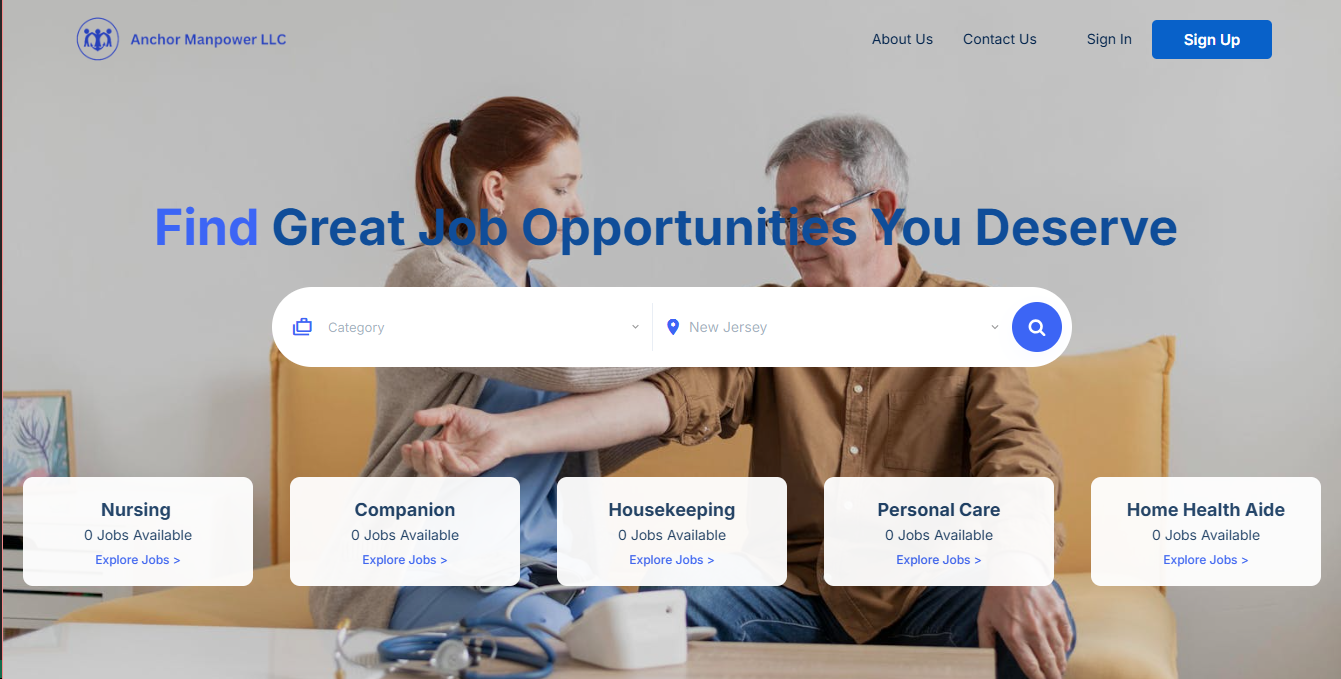 Anchor Manpower LLC
About Us
Contact Us
Sign In
Sign Up
Find Great Job Opportunities You Deserve
Category
New Jersey
Nursing
0 Jobs Available
Explore Jobs >
Companion
0 Jobs Available
Explore Jobs >
Housekeeping
0 Jobs Available
Explore Jobs >
Personal Care
0 Jobs Available
Explore Jobs >
Home Health Aide
0 Jobs Available
Explore Jobs >